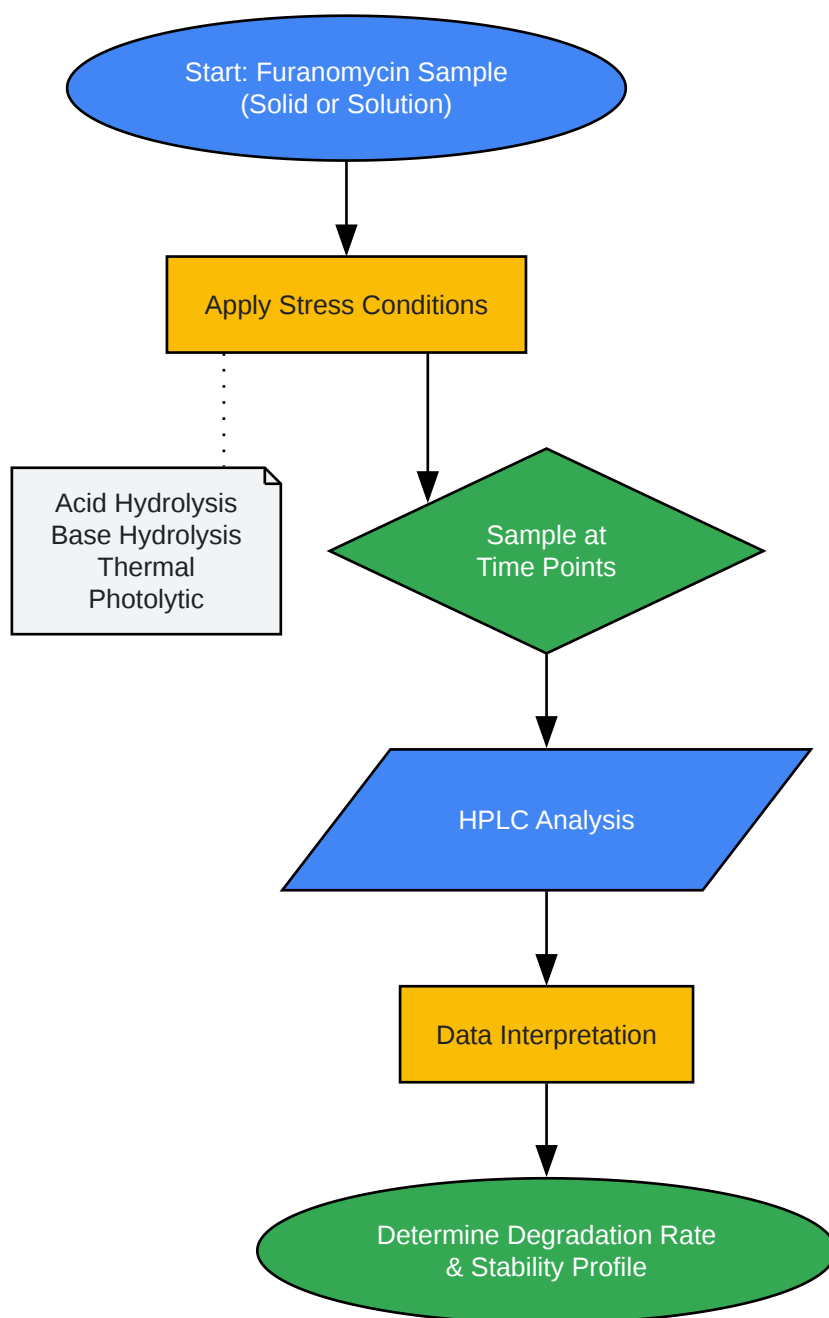 Start: Furanomycin Sample
(Solid or Solution)
Apply Stress Conditions
Acid Hydrolysis
Base Hydrolysis
Thermal
Photolytic
Sample at
Time Points
HPLC Analysis
Data Interpretation
Determine Degradation Rate
& Stability Profile